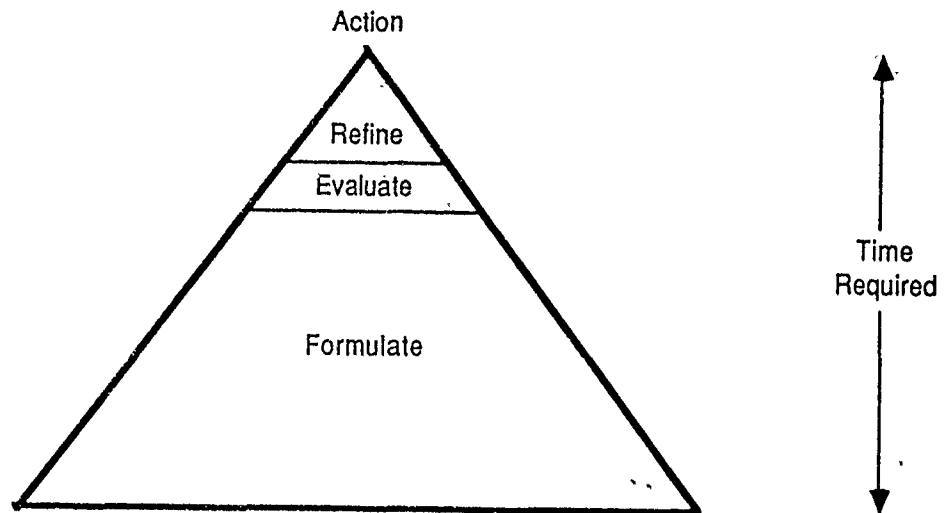 Action
Refine
Evaluate
Time
Required
Formulate